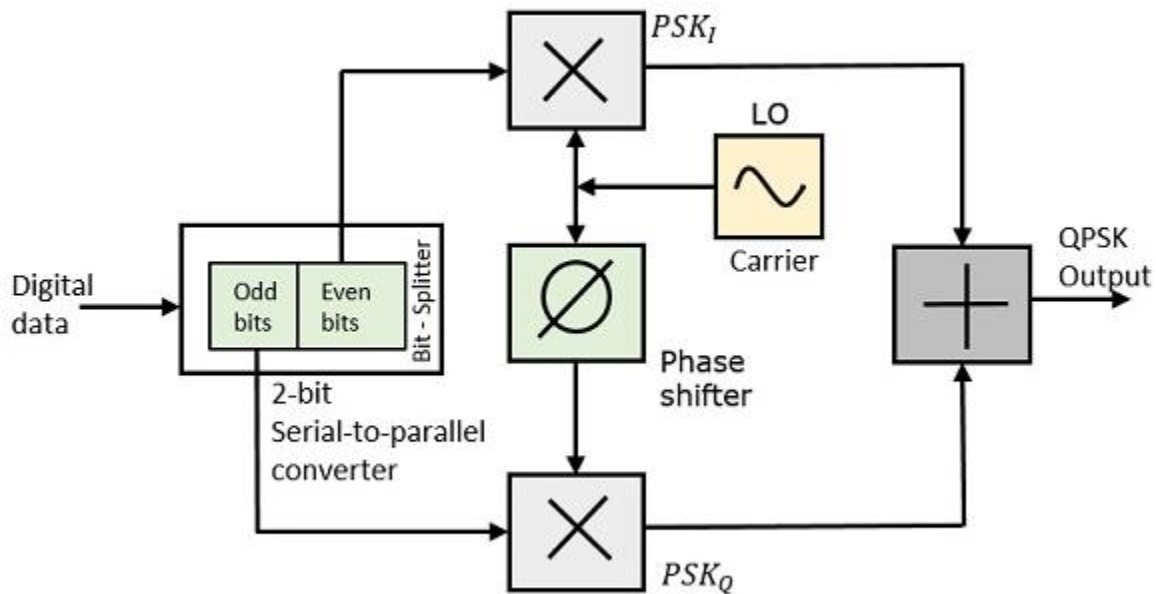 PSK_I
LO
Carrier
Digital
data
Odd
bits
Even
bits
Bit - Splitter
2-bit
Serial-to-parallel
converter
Phase
shifter
QPSK
Output
PSK_Q